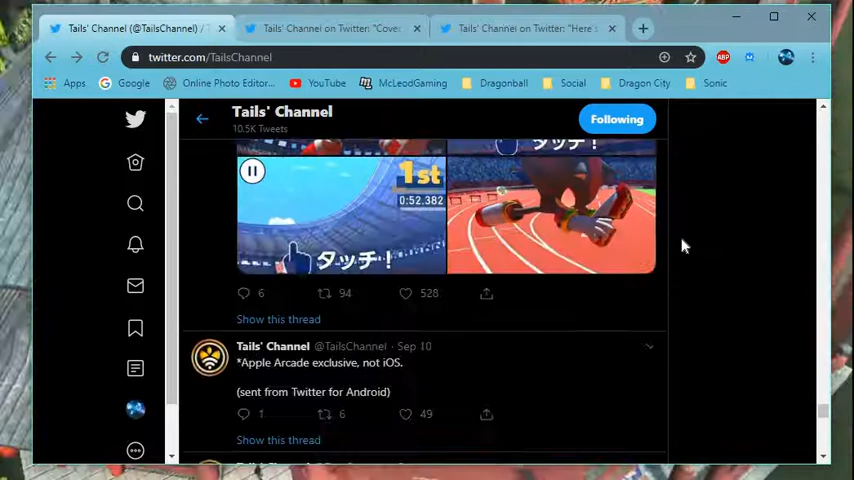 Tails' Channel (@TailsChannel) / T
Tails' Channel on Twitter: "Cove
Tails' Channel on Twitter: "Here's
twitter.com/TailsChannel
ABP
Apps
Google
Online Photo Editor...
YouTube
McLeodGaming
Dragonball
Social
Dragon City
Sonic
Tails' Channel
10.5K Tweets
Following
タッチ！
1st
0:52.382
タッチ！
6
94
528
Show this thread
Tails' Channel @TailsChannel · Sep 10
*Apple Arcade exclusive, not iOS.
(sent from Twitter for Android)
1
6
49
Show this thread